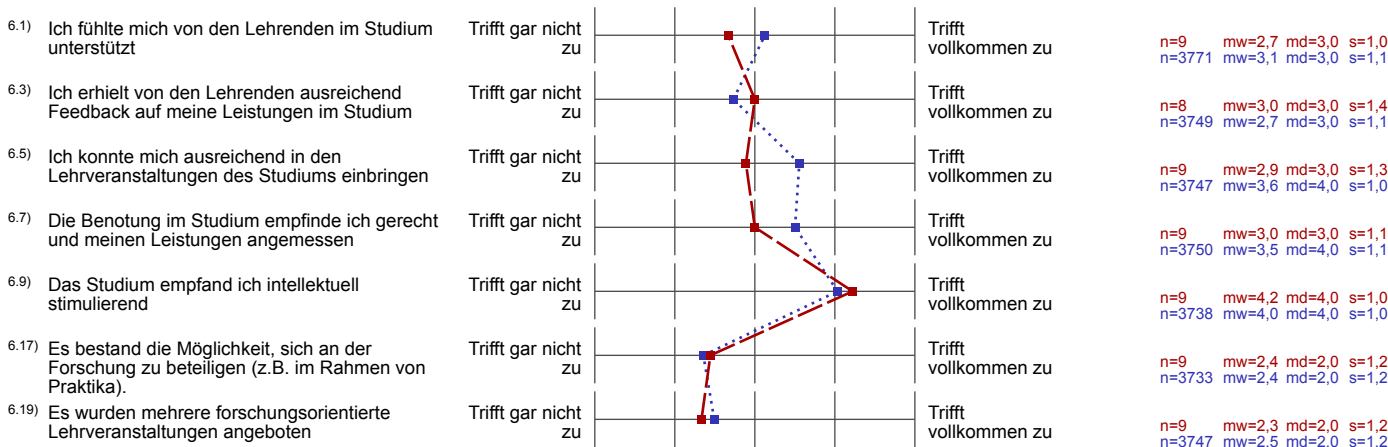 6.1) Ich fühlte mich von den Lehrenden im Studium unterstützt
Trifft gar nicht zu
Trifft vollkommen zu
n=9 mw=2,7 md=3,0 s=1,0
n=3771 mw=3,1 md=3,0 s=1,1
6.3) Ich erhielt von den Lehrenden ausreichend Feedback auf meine Leistungen im Studium
Trifft gar nicht zu
Trifft vollkommen zu
n=8 mw=3,0 md=3,0 s=1,4
n=3749 mw=2,7 md=3,0 s=1,1
6.5) Ich konnte mich ausreichend in den Lehrveranstaltungen des Studiums einbringen
Trifft gar nicht zu
Trifft vollkommen zu
n=9 mw=2,9 md=3,0 s=1,3
n=3747 mw=3,6 md=4,0 s=1,0
6.7) Die Benotung im Studium empfinde ich gerecht und meinen Leistungen angemessen
Trifft gar nicht zu
Trifft vollkommen zu
n=9 mw=3,0 md=3,0 s=1,1
n=3750 mw=3,5 md=4,0 s=1,1
6.9) Das Studium empfand ich intellektuell stimulierend
Trifft gar nicht zu
Trifft vollkommen zu
n=9 mw=4,2 md=4,0 s=1,0
n=3738 mw=4,0 md=4,0 s=1,0
6.17) Es bestand die Möglichkeit, sich an der Forschung zu beteiligen (z.B. im Rahmen von Praktika).
Trifft gar nicht zu
Trifft vollkommen zu
n=9 mw=2,4 md=2,0 s=1,2
n=3733 mw=2,4 md=2,0 s=1,2
6.19) Es wurden mehrere forschungsorientierte Lehrveranstaltungen angeboten
Trifft gar nicht zu
Trifft vollkommen zu
n=9 mw=2,3 md=2,0 s=1,2
n=3747 mw=2,5 md=2,0 s=1,2